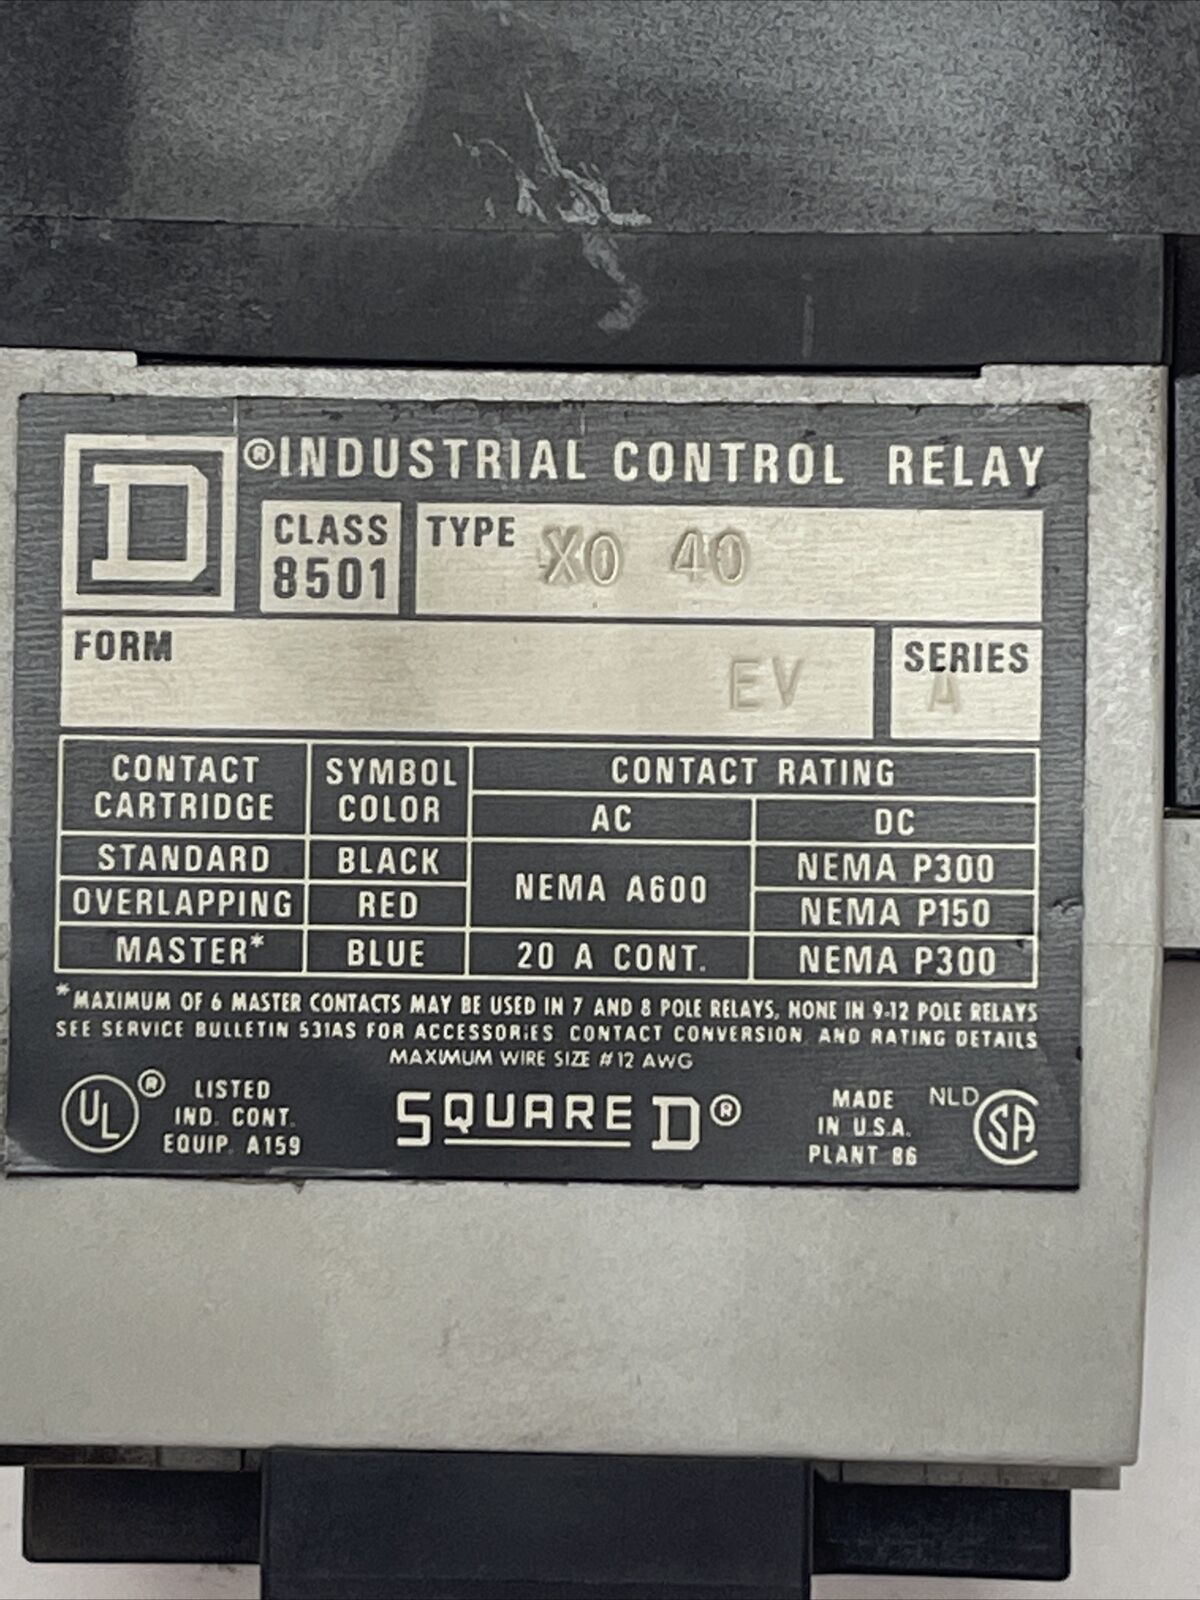 D ® INDUSTRIAL CONTROL RELAY
CLASS 8501 TYPE XO 40
FORM EV SERIES A
CONTACT CARTRIDGE SYMBOL COLOR CONTACT RATING
AC DC
STANDARD BLACK NEMA A600 NEMA P300
OVERLAPPING RED NEMA P150
MASTER* BLUE 20 A CONT. NEMA P300
*MAXIMUM OF 6 MASTER CONTACTS MAY BE USED IN 7 AND 8 POLE RELAYS, NONE IN 9-12 POLE RELAYS
SEE SERVICE BULLETIN 531AS FOR ACCESSORIES CONTACT CONVERSION AND RATING DETAILS
MAXIMUM WIRE SIZE #12 AWG
UL ® LISTED
IND. CONT.
EQUIP. A159
SQUARE D ®
MADE
IN U.S.A.
PLANT 86
NLD SA